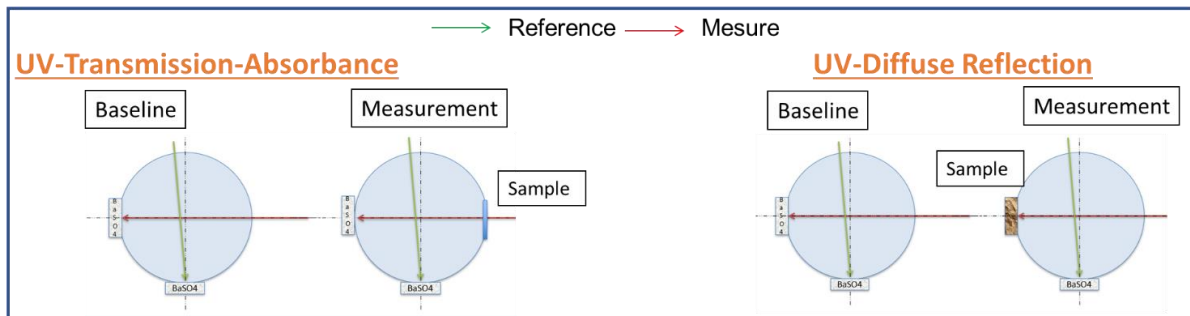 Reference
Mesure
UV-Transmission-Absorbance
UV-Diffuse Reflection
Baseline
Measurement
Sample
BaSO4
BaSO4
BaSO4
BaSO4
Baseline
Measurement
Sample
BaSO4
BaSO4
BaSO4